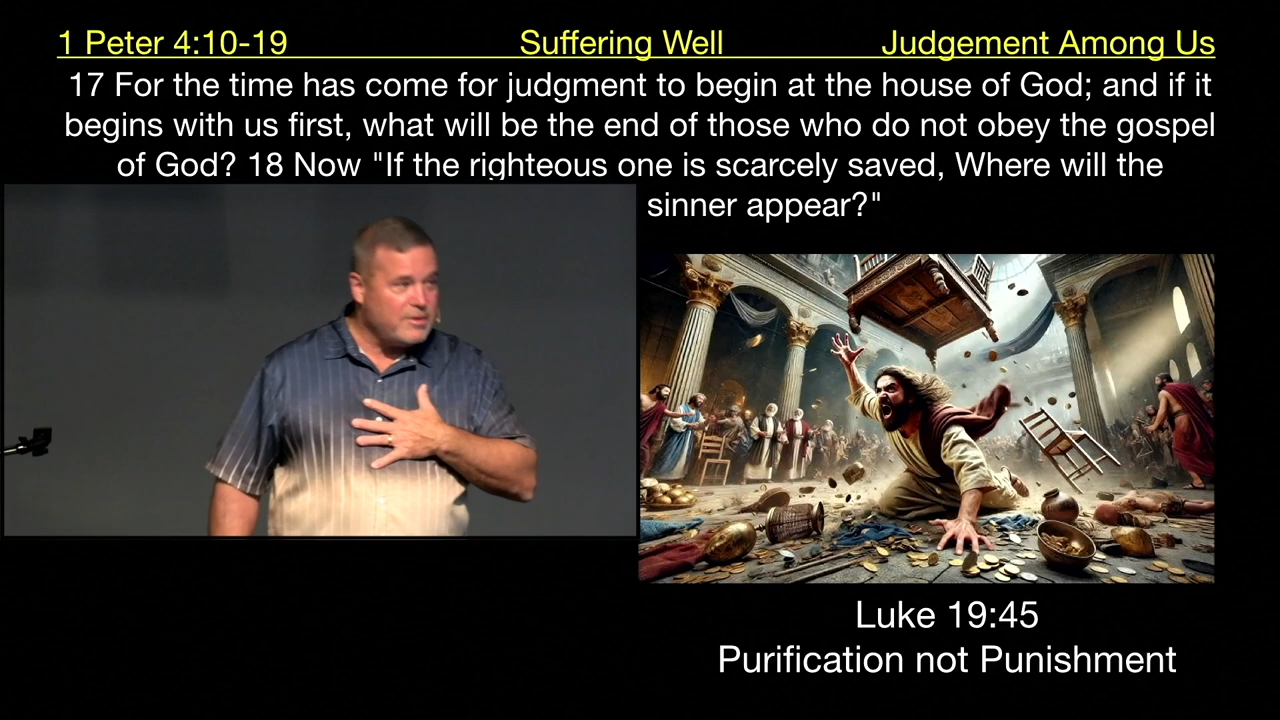 1 Peter 4:10-19 Suffering Well Judgement Among Us
17 For the time has come for judgment to begin at the house of God; and if it
begins with us first, what will be the end of those who do not obey the gospel
of God? 18 Now "If the righteous one is scarcely saved, Where will the
sinner appear?"
Luke 19:45
Purification not Punishment